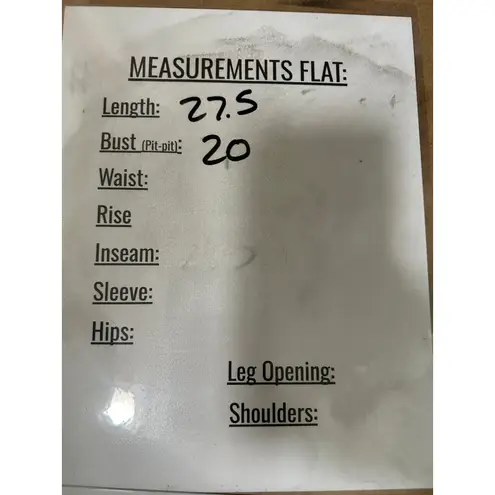 MEASUREMENTS FLAT:
Length: 27.5
Bust (Pit-pit): 20
Waist:
Rise
Inseam:
Sleeve:
Hips:
Leg Opening:
Shoulders: